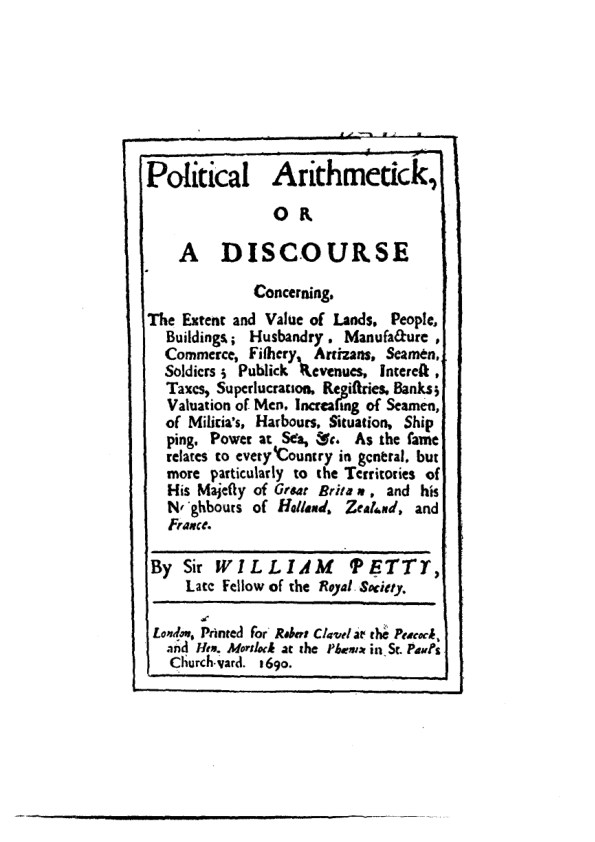 Political Arithmetick,
OR
A DISCOURSE
Concerning,
The Extent and Value of Lands, People,
Buildings; Husbandry, Manufacture,
Commerce, Fiſhery, Artizans, Seamen,
Soldiers; Publick Revenues, Intereſt,
Taxes, Superlucration, Regiſtries, Banks;
Valuation of Men, Increaſing of Seamen,
of Militia's, Harbours, Situation, Ship
ping, Power at Sea, &c. As the ſame
relates to every Country in general, but
more particularly to the Territories of
His Majeſty of Great Britan, and his
Neighbours of Holland, Zealand, and
France.
By Sir WILLIAM PETTY,
Late Fellow of the Royal Society.
London, Printed for Robert Clavel at the Peacock,
and Hen. Mortlock at the Phœnix in St. Paul's
Church-yard. 1690.